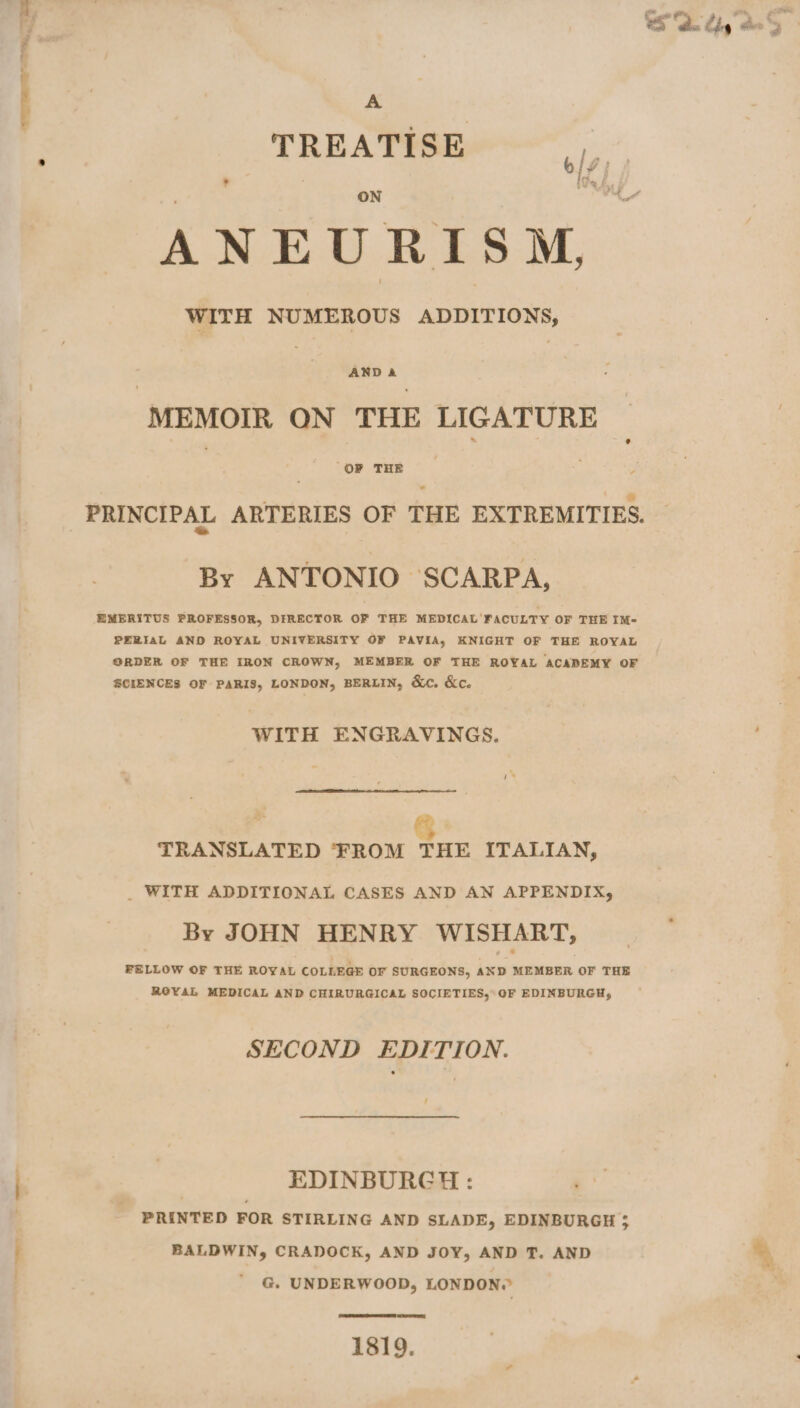 A
TREATISE
ON
ANEURISM,
WITH NUMEROUS ADDITIONS,
AND A
MEMOIR ON THE LIGATURE
OF THE
PRINCIPAL ARTERIES OF THE EXTREMITIES.
By ANTONIO SCARPA,
EMERITUS PROFESSOR, DIRECTOR OF THE MEDICAL FACULTY OF THE IM-
PERIAL AND ROYAL UNIVERSITY OF PAVIA, KNIGHT OF THE ROYAL
ORDER OF THE IRON CROWN, MEMBER OF THE ROYAL ACADEMY OF
SCIENCES OF PARIS, LONDON, BERLIN, &c. &c.
WITH ENGRAVINGS.
TRANSLATED FROM THE ITALIAN,
WITH ADDITIONAL CASES AND AN APPENDIX,
By JOHN HENRY WISHART,
FELLOW OF THE ROYAL COLLEGE OF SURGEONS, AND MEMBER OF THE
ROYAL MEDICAL AND CHIRURGICAL SOCIETIES, OF EDINBURGH,
SECOND EDITION.
EDINBURGH:
PRINTED FOR STIRLING AND SLADE, EDINBURGH;
BALDWIN, CRADOCK, AND JOY, AND T. AND
G. UNDERWOOD, LONDON.
1819.